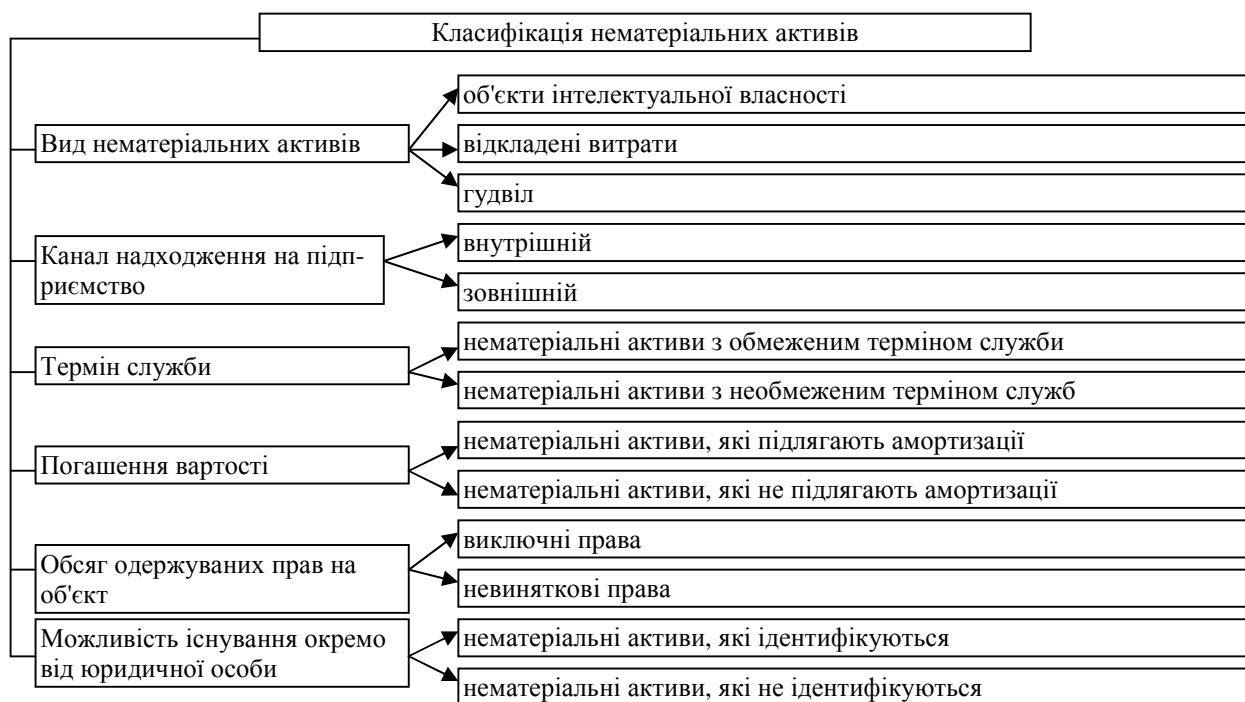 Класифікація нематеріальних активів
Вид нематеріальних активів
об'єкти інтелектуальної власності
відкладені витрати
гудвіл
Канал надходження на підп-
риємство
внутрішній
зовнішній
Термін служби
нематеріальні активи з обмеженим терміном служби
нематеріальні активи з необмеженим терміном служб
Погашення вартості
нематеріальні активи, які підлягають амортизації
нематеріальні активи, які не підлягають амортизації
Обсяг одержуваних прав на
об'єкт
виключні права
невиняткові права
Можливість існування окремо
від юридичної особи
нематеріальні активи, які ідентифікуються
нематеріальні активи, які не ідентифікуються